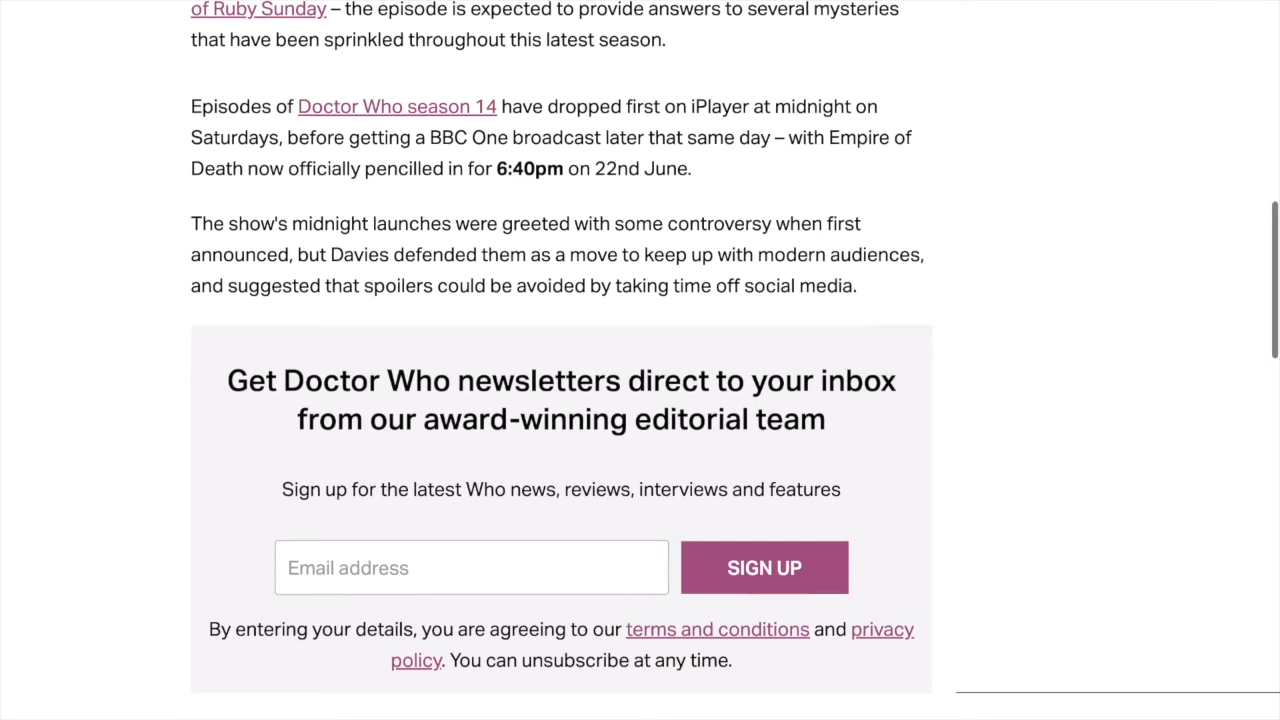 of Ruby Sunday – the episode is expected to provide answers to several mysteries
that have been sprinkled throughout this latest season.
Episodes of Doctor Who season 14 have dropped first on iPlayer at midnight on
Saturdays, before getting a BBC One broadcast later that same day – with Empire of
Death now officially pencilled in for 6:40pm on 22nd June.
The show's midnight launches were greeted with some controversy when first
announced, but Davies defended them as a move to keep up with modern audiences,
and suggested that spoilers could be avoided by taking time off social media.
Get Doctor Who newsletters direct to your inbox
from our award-winning editorial team
Sign up for the latest Who news, reviews, interviews and features
Email address
SIGN UP
By entering your details, you are agreeing to our terms and conditions and privacy
policy. You can unsubscribe at any time.